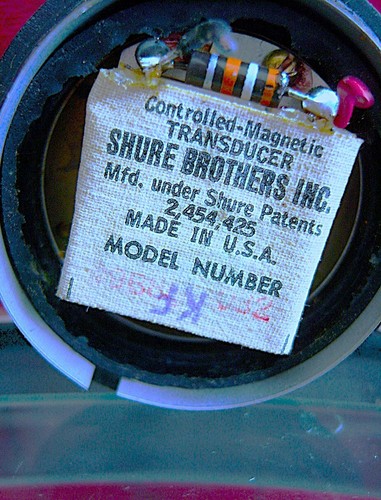 Controlled-Magnetic
TRANSDUCER
SHURE BROTHERS INC.
Mfd. under Shure Patents
2,454,425
MADE IN U.S.A.
MODEL NUMBER